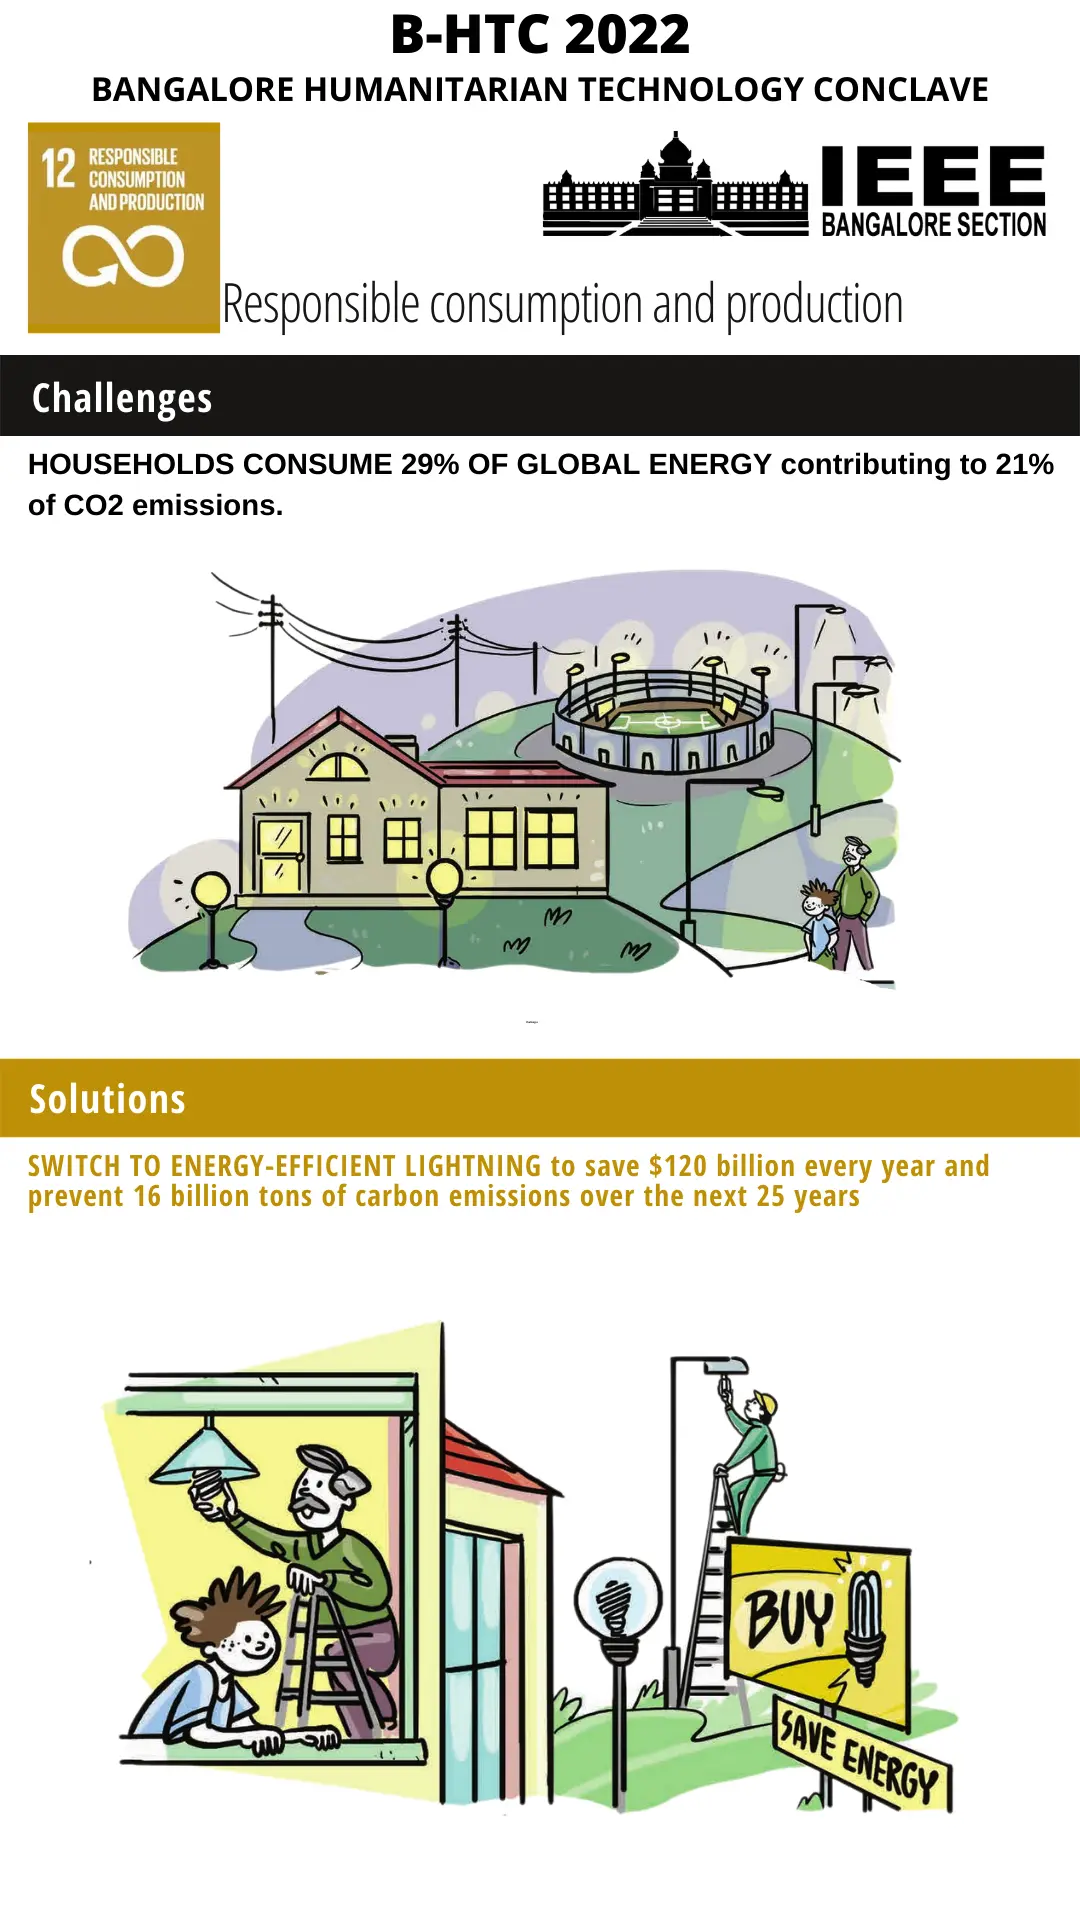 B-HTC 2022
BANGALORE HUMANITARIAN TECHNOLOGY CONCLAVE
12 RESPONSIBLE
CONSUMPTION
AND PRODUCTION
IEEE
BANGALORE SECTION
Responsible consumption and production
Challenges
HOUSEHOLDS CONSUME 29% OF GLOBAL ENERGY contributing to 21%
of CO2 emissions.
Solutions
SWITCH TO ENERGY-EFFICIENT LIGHTNING to save $120 billion every year and
prevent 16 billion tons of carbon emissions over the next 25 years
BUY
SAVE ENERGY